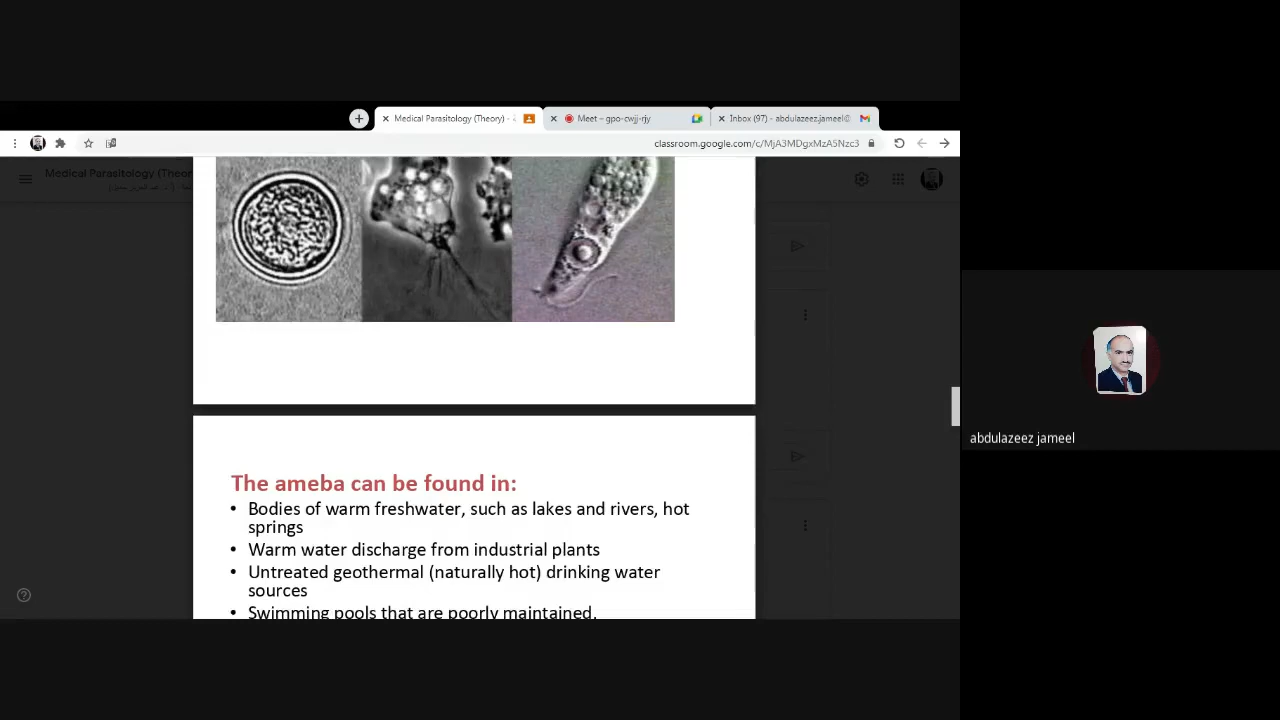 Medical Parasitology (Theory) -
Meet – gpo-cwjj-rjy
Inbox (97) - abdulazeez.jameel@
classroom.google.com/c/MjA3MDgxMzA5Nzc3
Medical Parasitology (Theor
abdulazeez jameel
The ameba can be found in:
• Bodies of warm freshwater, such as lakes and rivers, hot
springs
• Warm water discharge from industrial plants
• Untreated geothermal (naturally hot) drinking water
sources
• Swimming pools that are poorly maintained.